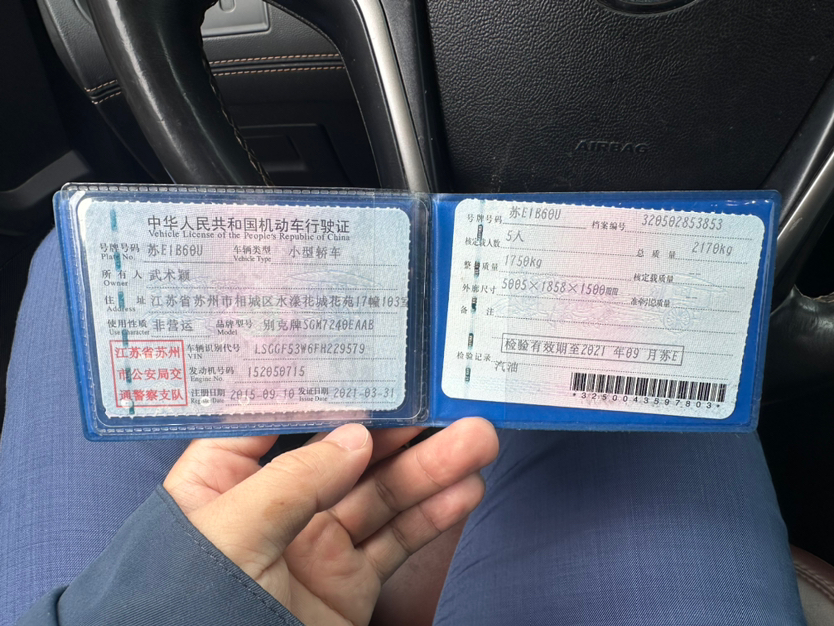 AIRBAG
中华人民共和国机动车行驶证
Vehicle License of the People's Republic of China
号牌号码 苏E1B60U 车辆类型 小型轿车
Plate No. Vehicle Type
所有人 武术颖
Owner
住址 江苏省苏州市相城区水漾花城花苑17幢103室
Address
使用性质 非营运 品牌型号 别克牌SGM7240EAAB
Use Character Model
江苏省苏州
市公安局交
通警察支队
车辆识别代号 LSGGF53W6FH229579
VIN
发动机号码 152050715
Engine No.
注册日期 2015-09-10 发证日期 2021-03-31
Register Date Issue Date
号牌号码 苏E1B60U 档案编号 320502853853
核定载人数 5人 总质量 2170kg
整备质量 1750kg 核定载质量 --
外廓尺寸 5005×1858×1500mm 准牵引总质量 --
备注
检验有效期至2021年09月苏E
检验记录
汽油
*3250043597803*